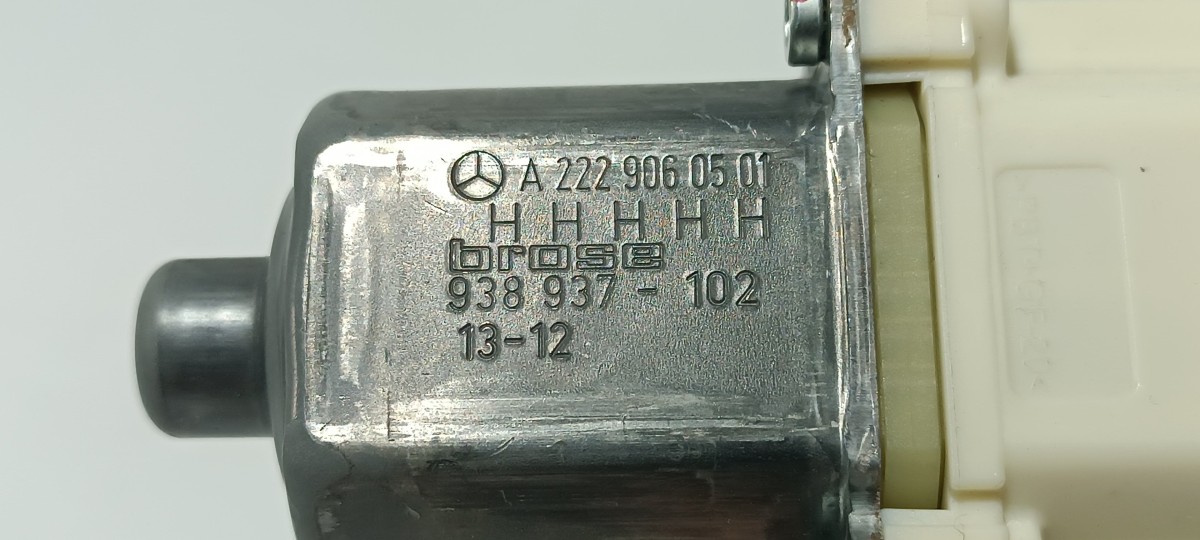 A 222 906 05 01
H H H H H
brose
938 937 - 102
13-12